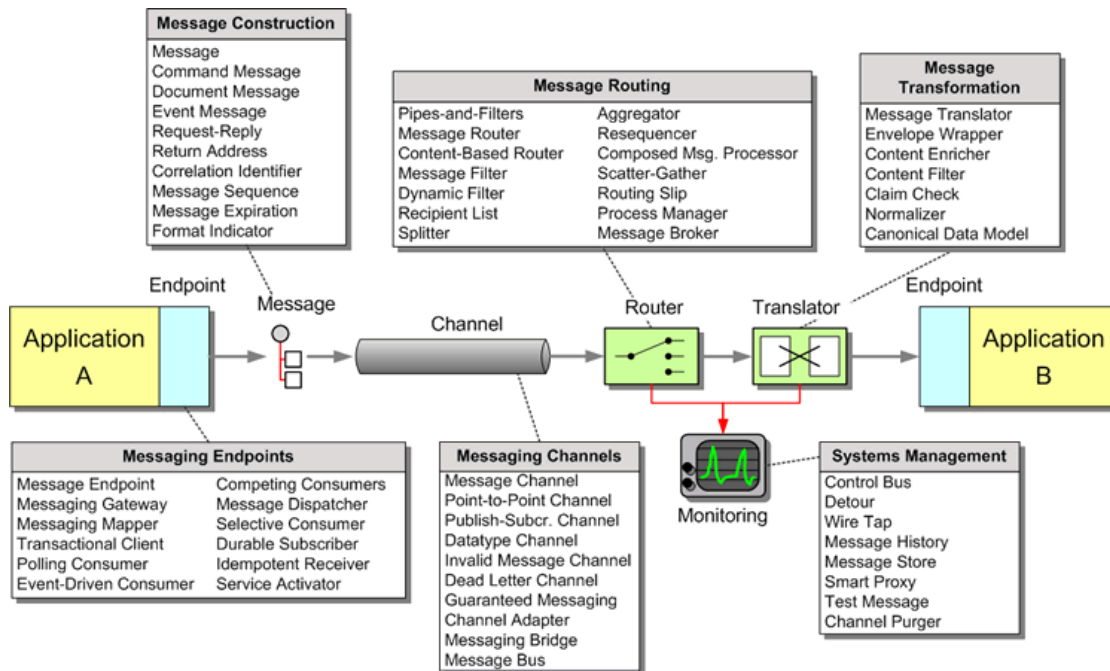 Message Construction
Message
Command Message
Document Message
Event Message
Request-Reply
Return Address
Correlation Identifier
Message Sequence
Message Expiration
Format Indicator
Message Routing
Pipes-and-Filters
Message Router
Content-Based Router
Message Filter
Dynamic Filter
Recipient List
Splitter
Aggregator
Resequencer
Composed Msg. Processor
Scatter-Gather
Routing Slip
Process Manager
Message Broker
Message
Transformation
Message Translator
Envelope Wrapper
Content Enricher
Content Filter
Claim Check
Normalizer
Canonical Data Model
Endpoint
Message
Channel
Router
Translator
Endpoint
Application
A
Application
B
Messaging Endpoints
Message Endpoint
Messaging Gateway
Messaging Mapper
Transactional Client
Polling Consumer
Event-Driven Consumer
Competing Consumers
Message Dispatcher
Selective Consumer
Durable Subscriber
Idempotent Receiver
Service Activator
Messaging Channels
Message Channel
Point-to-Point Channel
Publish-Subcr. Channel
Datatype Channel
Invalid Message Channel
Dead Letter Channel
Guaranteed Messaging
Channel Adapter
Messaging Bridge
Message Bus
Monitoring
Systems Management
Control Bus
Detour
Wire Tap
Message History
Message Store
Smart Proxy
Test Message
Channel Purger